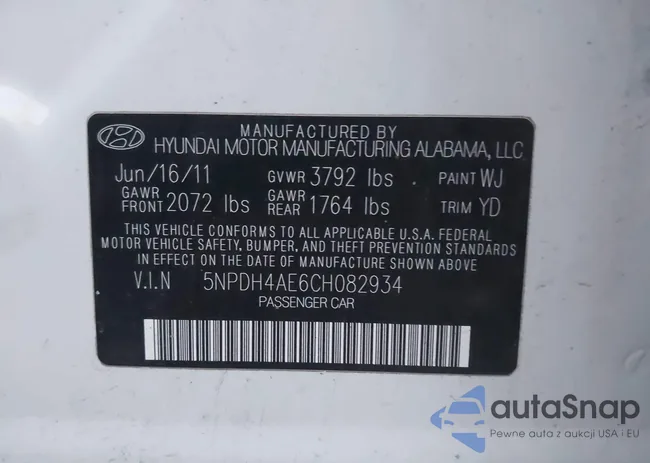 MANUFACTURED BY
HYUNDAI MOTOR MANUFACTURING ALABAMA, LLC
Jun/16/11 GVWR 3792 lbs PAINT WJ
GAWR FRONT 2072 lbs GAWR REAR 1764 lbs TRIM YD
THIS VEHICLE CONFORMS TO ALL APPLICABLE U.S.A. FEDERAL
MOTOR VEHICLE SAFETY, BUMPER, AND THEFT PREVENTION STANDARDS
IN EFFECT ON THE DATE OF MANUFACTURE SHOWN ABOVE
V.I.N 5NPDH4AE6CH082934
PASSENGER CAR
autaSnap
Pewne auta z aukcji USA i EU